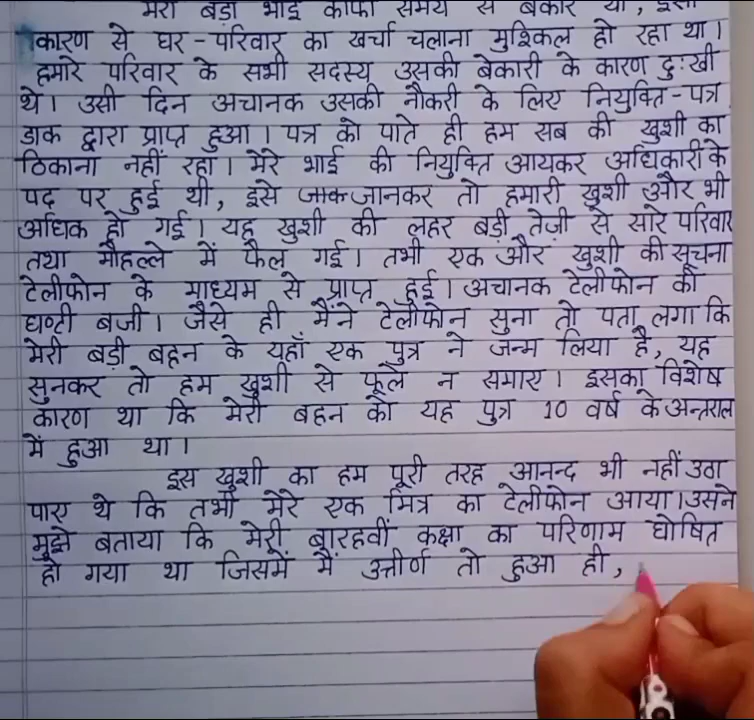 मेरा बड़ा भाई काफी समय से बेकार था, इसी
कारण से घर-परिवार का खर्चा चलाना मुश्किल हो रहा था।
हमारे परिवार के सभी सदस्य उसकी बेकारी के कारण दुःखी
थे। उसी दिन अचानक उसकी नौकरी के लिए नियुक्ति-पत्र
डाक द्वारा प्राप्त हुआ। पत्र को पाते ही हम सब की खुशी का
ठिकाना नहीं रहा। मेरे भाई की नियुक्ति आयकर अधिकारी के
पद पर हुई थी, इसे जानकर तो हमारी खुशी और भी
अधिक हो गई। यह खुशी की लहर बड़ी तेज़ी से सारे परिवार
तथा मौहल्ले में फैल गई। तभी एक और खुशी की सूचना
टेलीफोन के माध्यम से प्राप्त हुई। अचानक टेलीफोन की
घण्टी बजी। जैसे ही मैंने टेलीफोन सुना तो पता लगा कि
मेरी बड़ी बहन के यहाँ एक पुत्र ने जन्म लिया है, यह
सुनकर तो हम खुशी से फूले न समाए। इसका विशेष
कारण था कि मेरी बहन को यह पुत्र 10 वर्ष के अन्तराल
में हुआ था।
इस खुशी का हम पूरी तरह आनन्द भी नहीं उठा
पाए थे कि तभी मेरे एक मित्र का टेलीफोन आया। उसने
मुझे बताया कि मेरी बारहवीं कक्षा का परिणाम घोषित
हो गया था जिसमें मैं उत्तीर्ण तो हुआ ही,